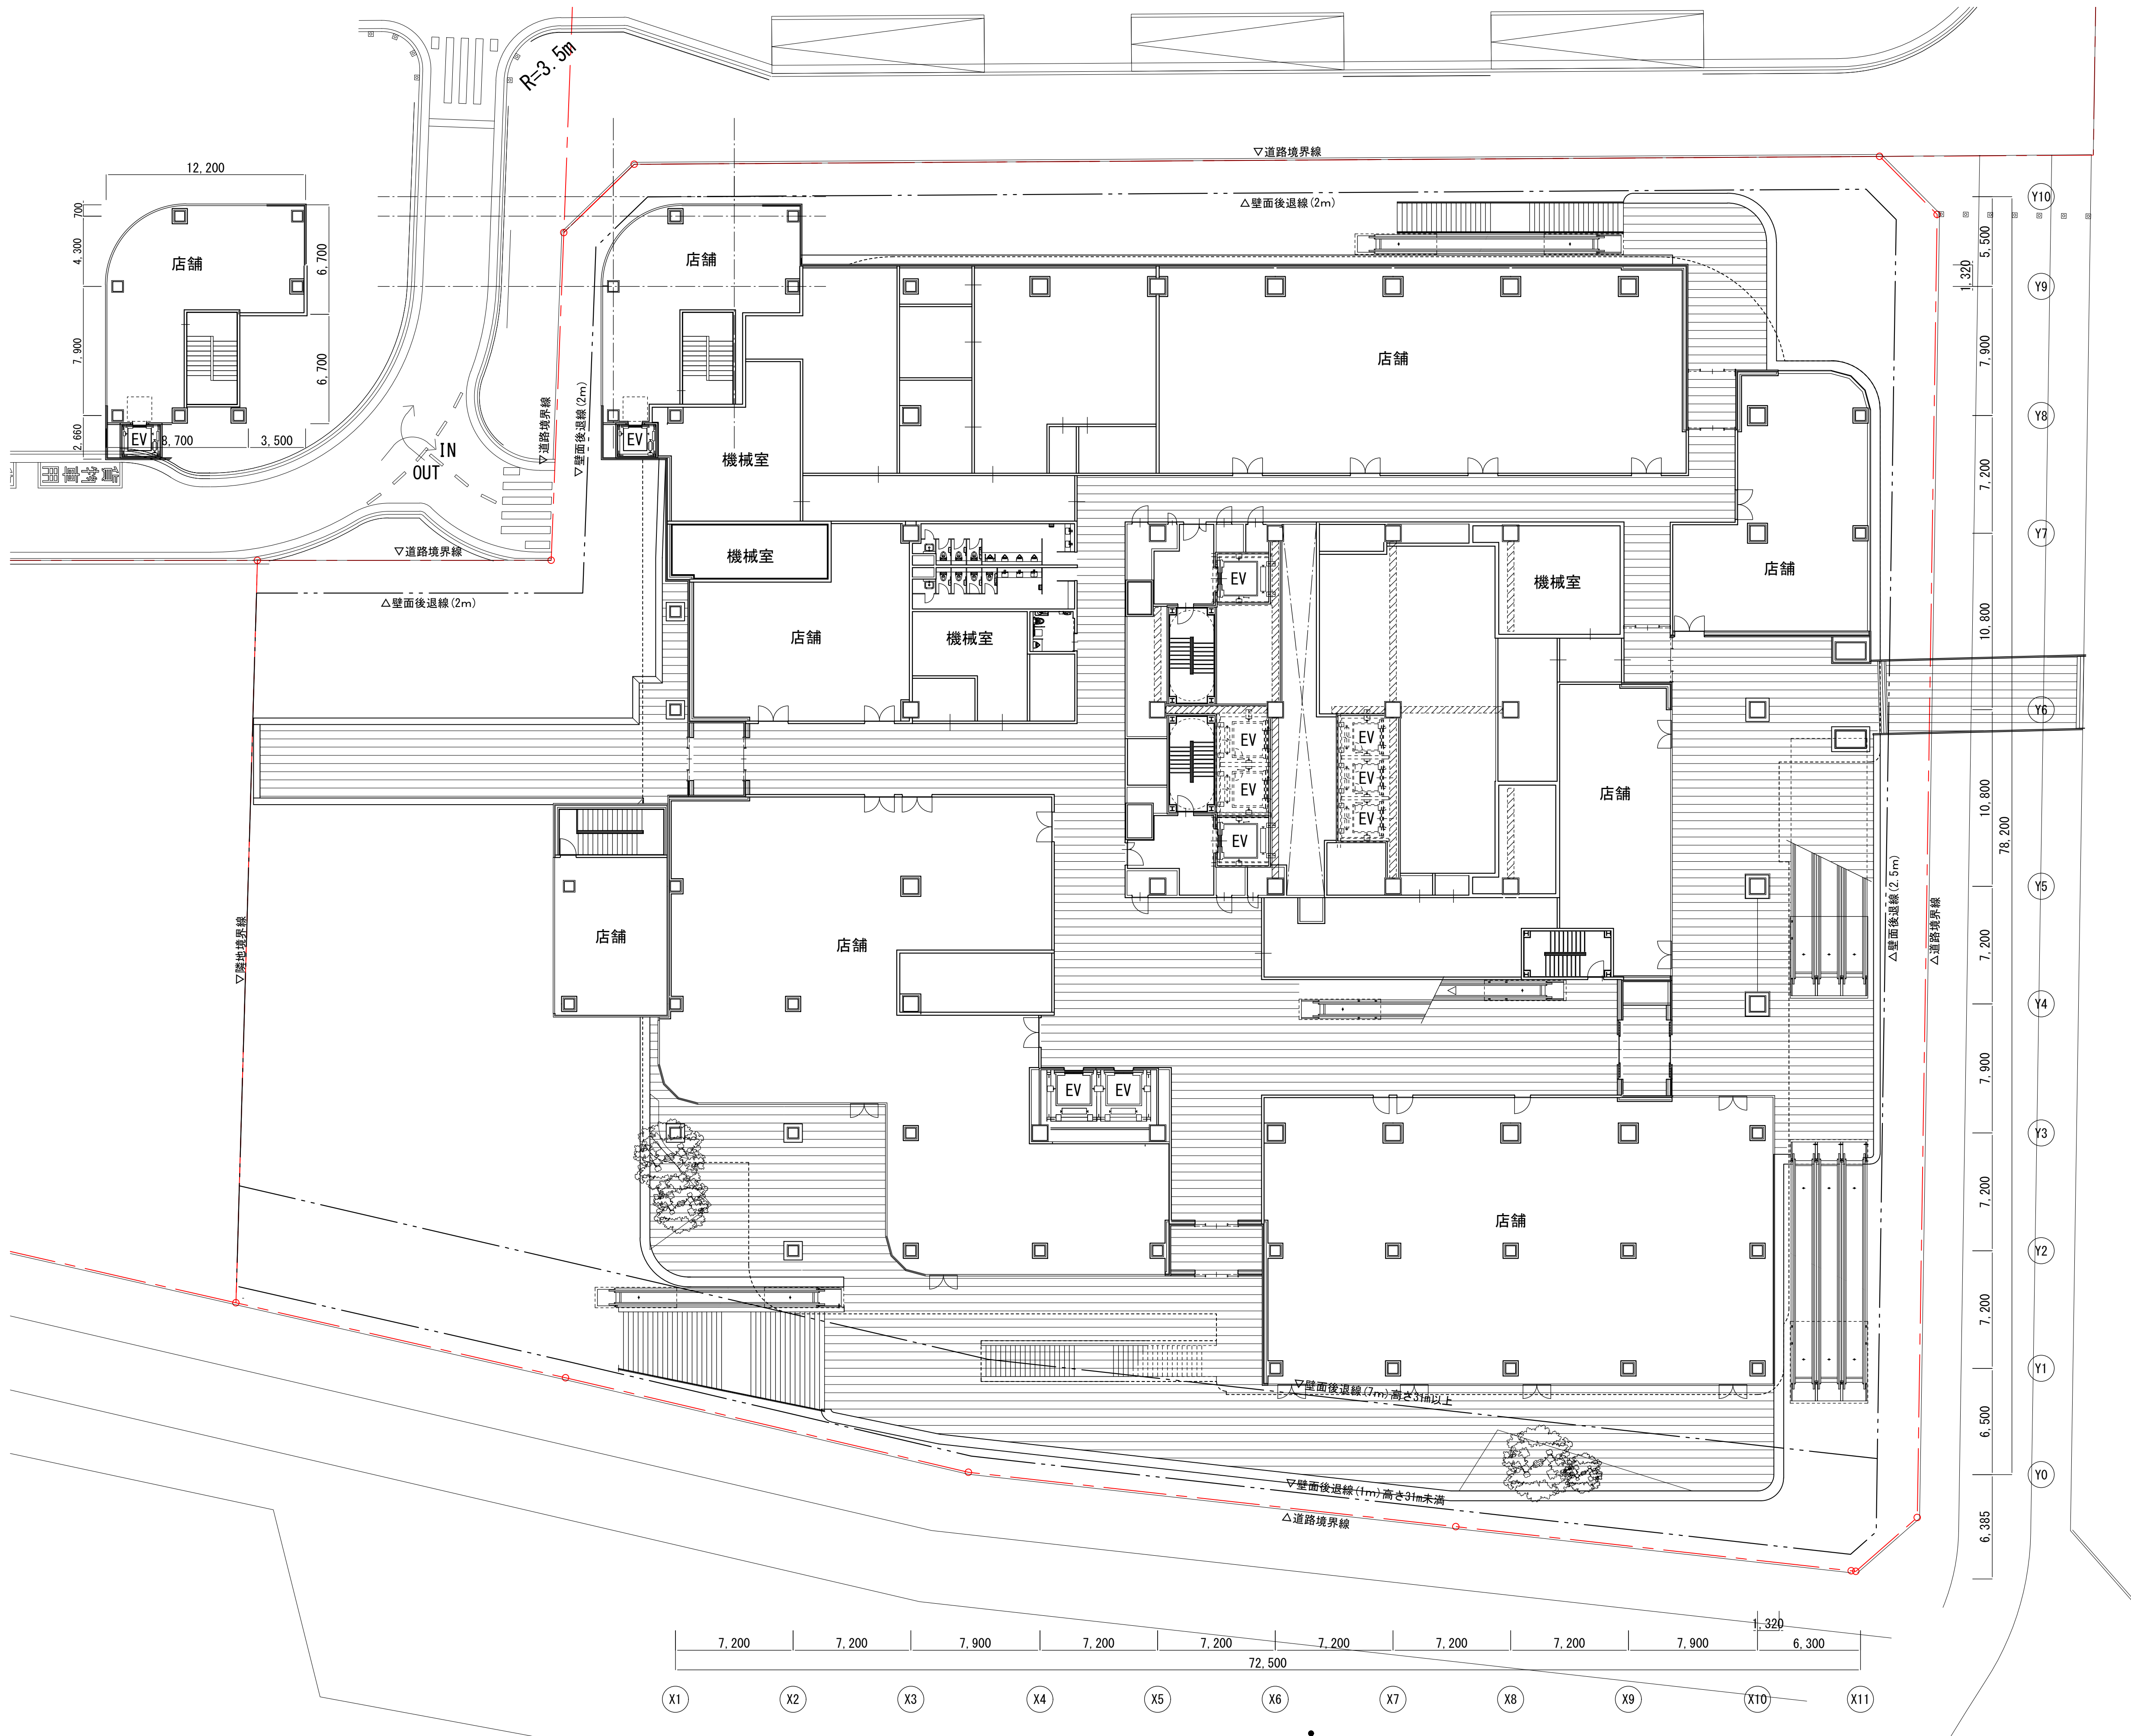 R=3.5m
▽道路境界線
12,200
△壁面後退線(2m)
Y10
700
4,300
店舗
6,700
店舗
5,500
1,320
Y9
7,900
6,700
店舗
7,900
▽道路境界線
▽壁面後退線(2m)
Y8
2,660
EV
8,700
3,500
IN
OUT
EV
機械室
7,200
貨物車用
▽道路境界線
機械室
Y7
EV
機械室
店舗
△壁面後退線(2m)
店舗
機械室
10,800
Y6
EV
EV
EV
EV
EV
EV
店舗
10,800
78,200
Y5
▽隣地境界線
店舗
店舗
△壁面後退線(2.5m)
△道路境界線
7,200
Y4
EV
EV
7,900
Y3
店舗
7,200
Y2
7,200
Y1
▽壁面後退線(7m)高さ31m以上
6,500
Y0
▽壁面後退線(1m)高さ31m未満
△道路境界線
6,385
1,320
7,200
7,200
7,900
7,200
7,200
7,200
7,200
7,200
7,900
6,300
72,500
X1
X2
X3
X4
X5
X6
X7
X8
X9
X10
X11